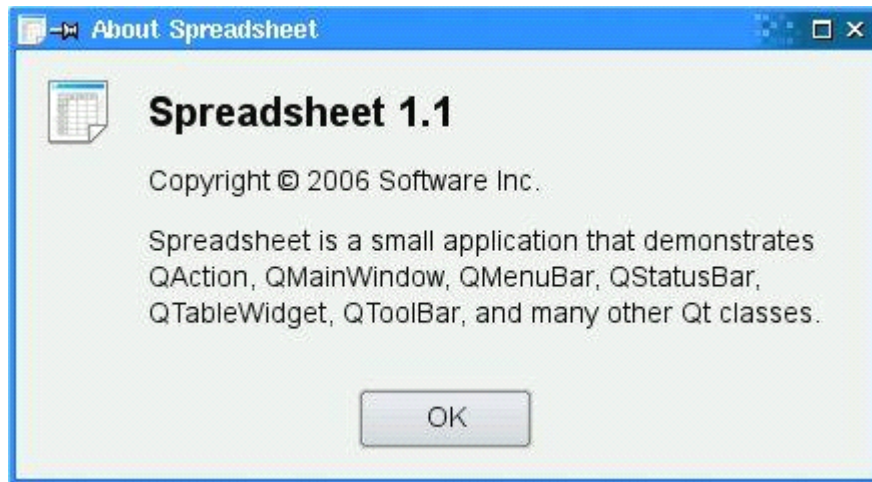 About Spreadsheet
Spreadsheet 1.1
Copyright © 2006 Software Inc.
Spreadsheet is a small application that demonstrates
QAction, QMainWindow, QMenuBar, QStatusBar,
QTableWidget, QToolBar, and many other Qt classes.
OK